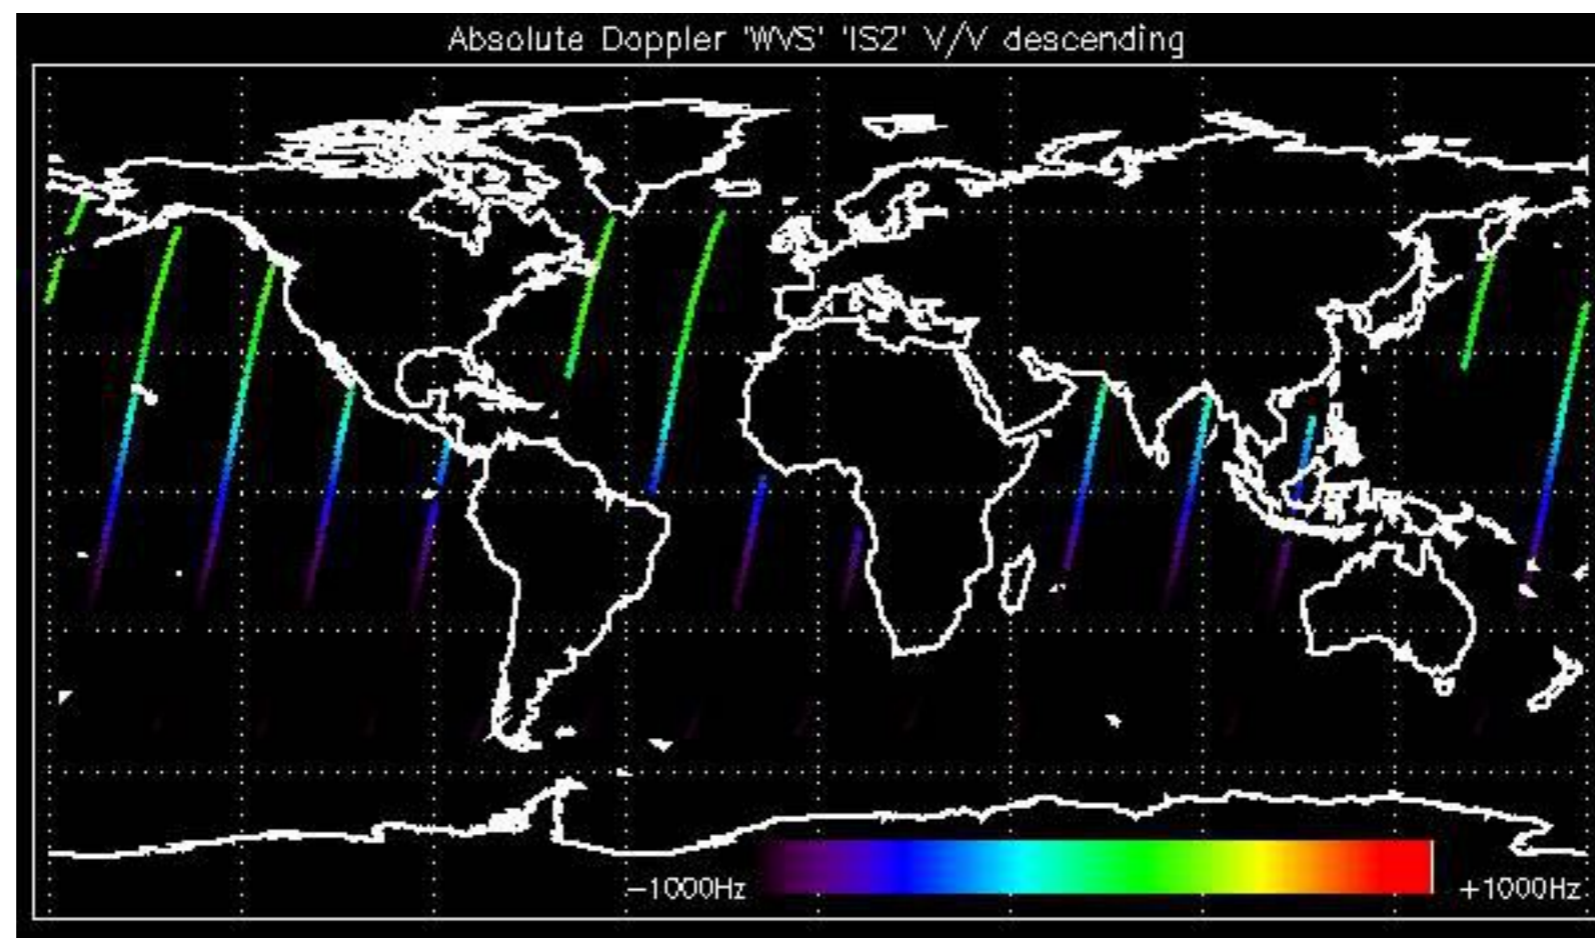 Absolute Doppler 'WVS' 'IS2' V/V descending
−1000Hz
+1000Hz